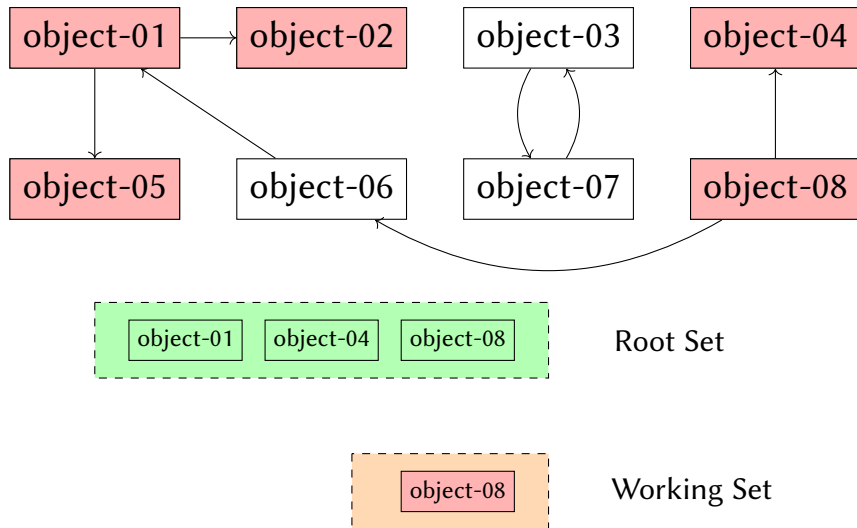 object-01 object-02 object-03 object-04
object-05 object-06 object-07 object-08
object-01 object-04 object-08 Root Set
object-08 Working Set